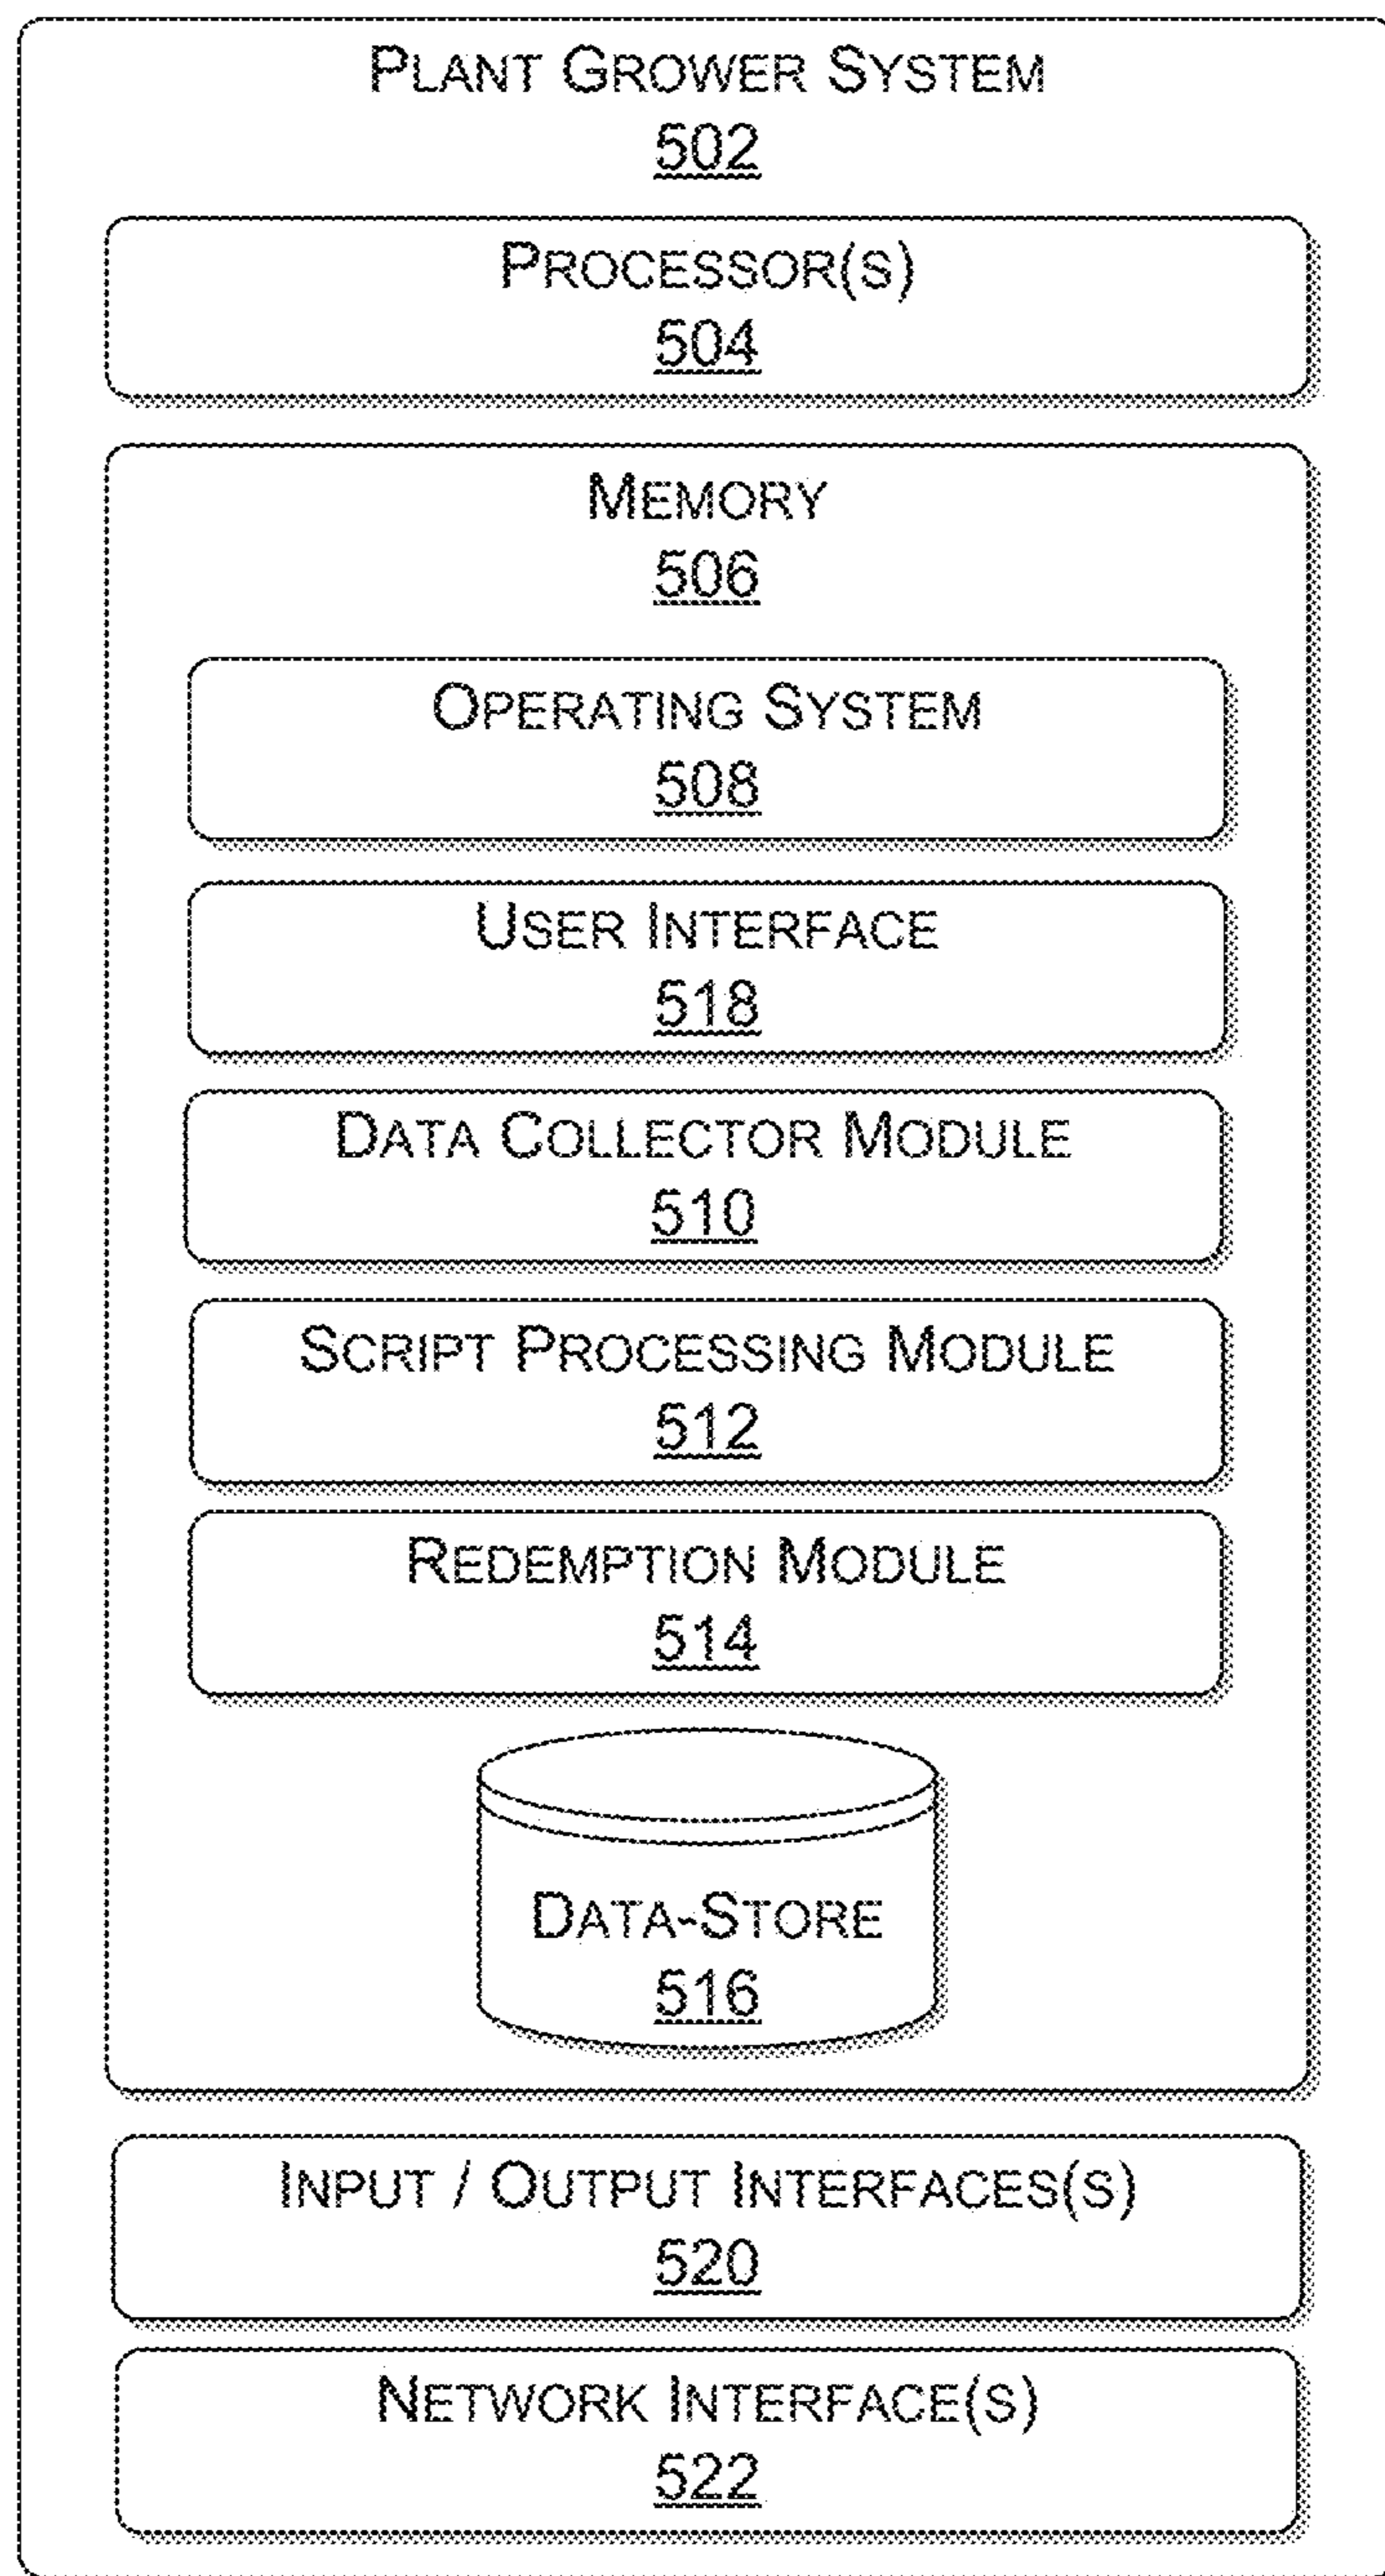 PLANT GROWER SYSTEM
502
PROCESSOR(S)
504
MEMORY
506
OPERATING SYSTEM
508
USER INTERFACE
518
DATA COLLECTOR MODULE
510
SCRIPT PROCESSING MODULE
512
REDEMPTION MODULE
514
DATA-STORE
516
INPUT / OUTPUT INTERFACES(S)
520
NETWORK INTERFACE(S)
522